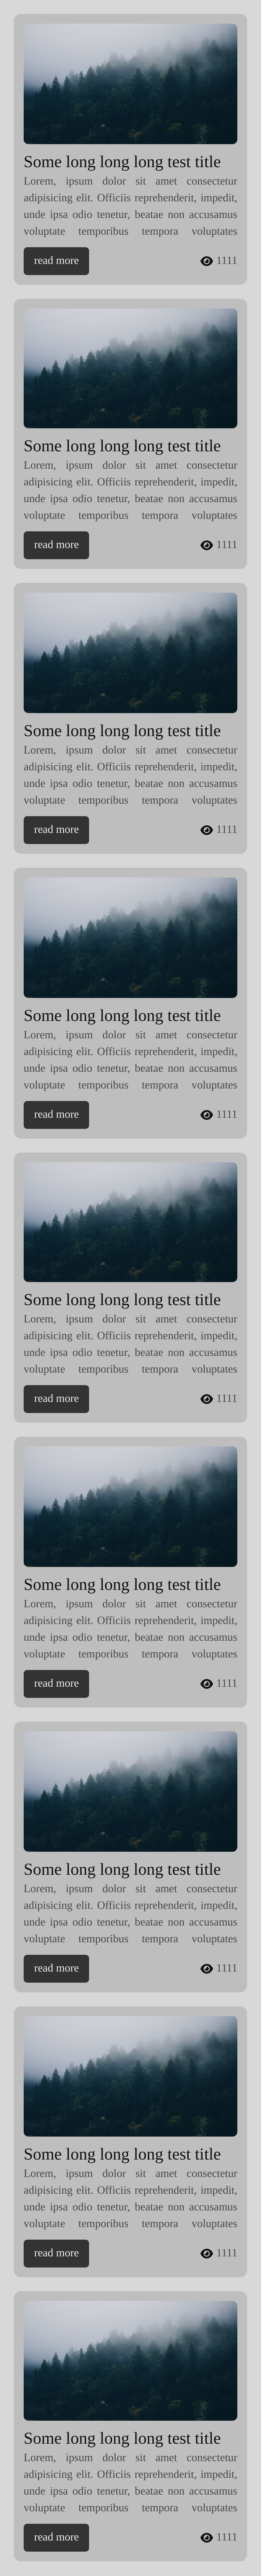 Some long long long test title
Lorem, ipsum dolor sit amet consectetur
adipisicing elit. Officiis reprehenderit, impedit,
unde ipsa odio tenetur, beatae non accusamus
voluptate temporibus tempora voluptates
read more 1111
Some long long long test title
Lorem, ipsum dolor sit amet consectetur
adipisicing elit. Officiis reprehenderit, impedit,
unde ipsa odio tenetur, beatae non accusamus
voluptate temporibus tempora voluptates
read more 1111
Some long long long test title
Lorem, ipsum dolor sit amet consectetur
adipisicing elit. Officiis reprehenderit, impedit,
unde ipsa odio tenetur, beatae non accusamus
voluptate temporibus tempora voluptates
read more 1111
Some long long long test title
Lorem, ipsum dolor sit amet consectetur
adipisicing elit. Officiis reprehenderit, impedit,
unde ipsa odio tenetur, beatae non accusamus
voluptate temporibus tempora voluptates
read more 1111
Some long long long test title
Lorem, ipsum dolor sit amet consectetur
adipisicing elit. Officiis reprehenderit, impedit,
unde ipsa odio tenetur, beatae non accusamus
voluptate temporibus tempora voluptates
read more 1111
Some long long long test title
Lorem, ipsum dolor sit amet consectetur
adipisicing elit. Officiis reprehenderit, impedit,
unde ipsa odio tenetur, beatae non accusamus
voluptate temporibus tempora voluptates
read more 1111
Some long long long test title
Lorem, ipsum dolor sit amet consectetur
adipisicing elit. Officiis reprehenderit, impedit,
unde ipsa odio tenetur, beatae non accusamus
voluptate temporibus tempora voluptates
read more 1111
Some long long long test title
Lorem, ipsum dolor sit amet consectetur
adipisicing elit. Officiis reprehenderit, impedit,
unde ipsa odio tenetur, beatae non accusamus
voluptate temporibus tempora voluptates
read more 1111
Some long long long test title
Lorem, ipsum dolor sit amet consectetur
adipisicing elit. Officiis reprehenderit, impedit,
unde ipsa odio tenetur, beatae non accusamus
voluptate temporibus tempora voluptates
read more 1111